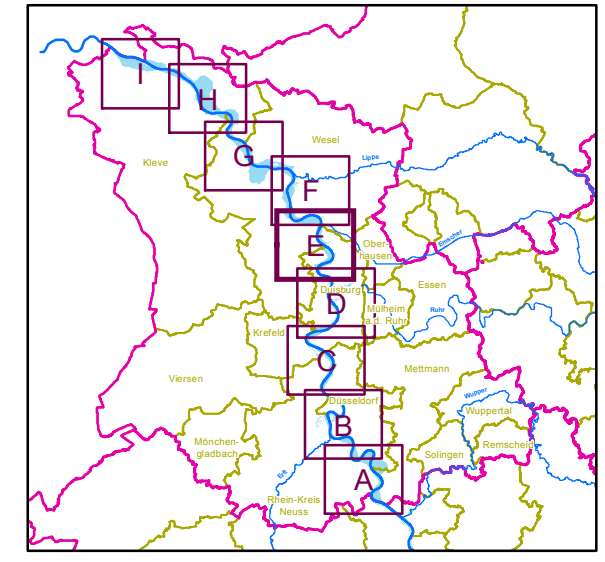 I
H
Wesel
G
Kleve
Lippe
F
E
Ober-
hausen
Emscher
Duisburg
Essen
D
Mülheim
a.d. Ruhr
Ruhr
Krefeld
C
Viersen
Mettmann
Düsseldorf
Wupper
Wuppertal
B
Mönchen-
gladbach
Remscheid
Solingen
Erft
A
Rhein-Kreis
Neuss